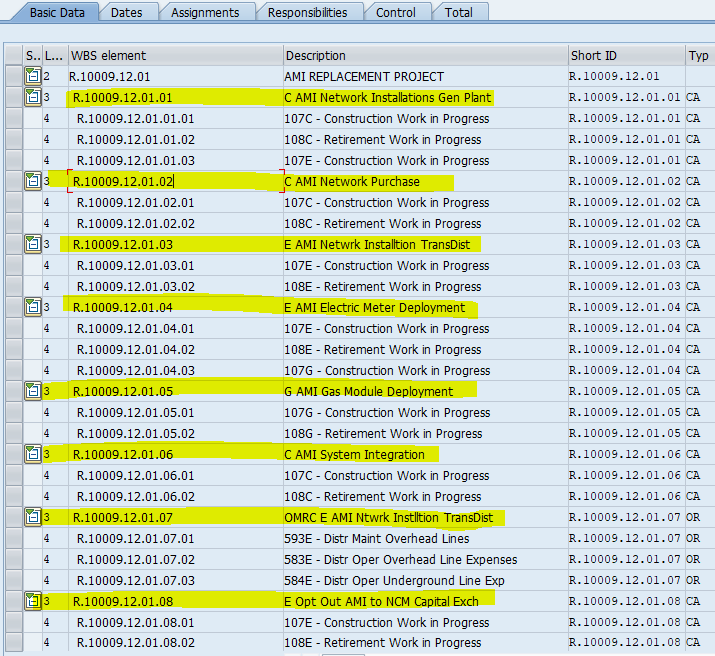 Basic Data Dates Assignments Responsibilities Control Total
S.. L... WBS element Description Short ID Typ
2 R.10009.12.01 AMI REPLACEMENT PROJECT R.10009.12.01
3 R.10009.12.01.01 C AMI Network Installations Gen Plant R.10009.12.01.01 CA
4 R.10009.12.01.01.01 107C - Construction Work in Progress R.10009.12.01.01 CA
4 R.10009.12.01.01.02 108C - Retirement Work in Progress R.10009.12.01.01 CA
4 R.10009.12.01.01.03 107E - Construction Work in Progress R.10009.12.01.01 CA
3 R.10009.12.01.02 C AMI Network Purchase R.10009.12.01.02 CA
4 R.10009.12.01.02.01 107C - Construction Work in Progress R.10009.12.01.02 CA
4 R.10009.12.01.02.02 108C - Retirement Work in Progress R.10009.12.01.02 CA
3 R.10009.12.01.03 E AMI Netwrk Installtion TransDist R.10009.12.01.03 CA
4 R.10009.12.01.03.01 107E - Construction Work in Progress R.10009.12.01.03 CA
4 R.10009.12.01.03.02 108E - Retirement Work in Progress R.10009.12.01.03 CA
3 R.10009.12.01.04 E AMI Electric Meter Deployment R.10009.12.01.04 CA
4 R.10009.12.01.04.01 107E - Construction Work in Progress R.10009.12.01.04 CA
4 R.10009.12.01.04.02 108E - Retirement Work in Progress R.10009.12.01.04 CA
4 R.10009.12.01.04.03 107G - Construction Work in Progress R.10009.12.01.04 CA
3 R.10009.12.01.05 G AMI Gas Module Deployment R.10009.12.01.05 CA
4 R.10009.12.01.05.01 107G - Construction Work in Progress R.10009.12.01.05 CA
4 R.10009.12.01.05.02 108G - Retirement Work in Progress R.10009.12.01.05 CA
3 R.10009.12.01.06 C AMI System Integration R.10009.12.01.06 CA
4 R.10009.12.01.06.01 107C - Construction Work in Progress R.10009.12.01.06 CA
4 R.10009.12.01.06.02 108C - Retirement Work in Progress R.10009.12.01.06 CA
3 R.10009.12.01.07 OMRC E AMI Ntwrk Instlltion TransDist R.10009.12.01.07 OR
4 R.10009.12.01.07.01 593E - Distr Maint Overhead Lines R.10009.12.01.07 OR
4 R.10009.12.01.07.02 583E - Distr Oper Overhead Line Expenses R.10009.12.01.07 OR
4 R.10009.12.01.07.03 584E - Distr Oper Underground Line Exp R.10009.12.01.07 OR
3 R.10009.12.01.08 E Opt Out AMI to NCM Capital Exch R.10009.12.01.08 CA
4 R.10009.12.01.08.01 107E - Construction Work in Progress R.10009.12.01.08 CA
4 R.10009.12.01.08.02 108E - Retirement Work in Progress R.10009.12.01.08 CA